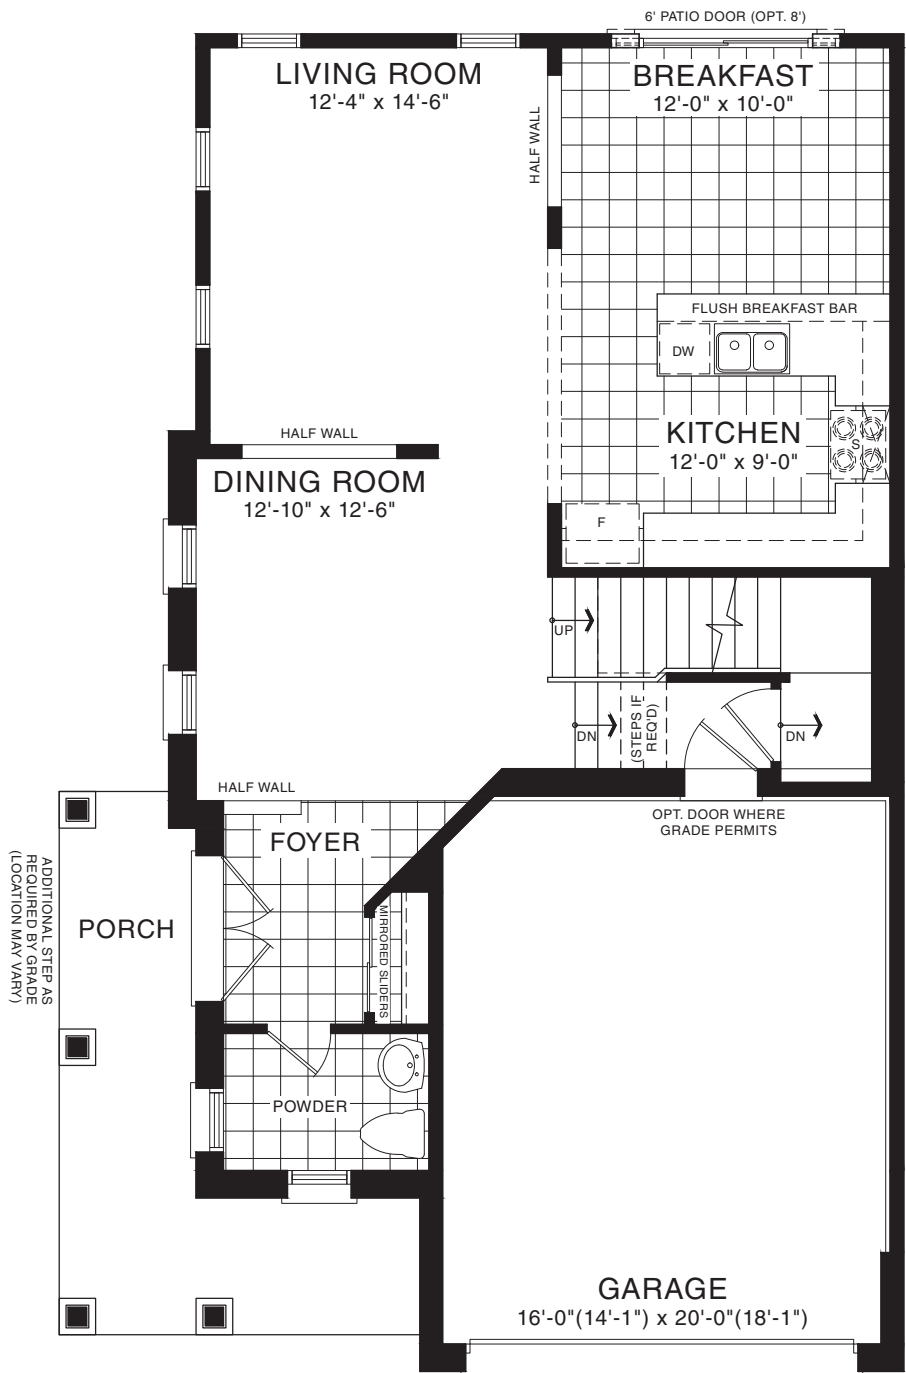 6' PATIO DOOR (OPT. 8')
LIVING ROOM
12'-4" x 14'-6"
BREAKFAST
12'-0" x 10'-0"
HALF WALL
FLUSH BREAKFAST BAR
DW
KITCHEN
12'-0" x 9'-0"
S
F
HALF WALL
DINING ROOM
12'-10" x 12'-6"
UP
DN
(STEPS IF
REQ'D)
DN
HALF WALL
OPT. DOOR WHERE
GRADE PERMITS
FOYER
MIRRORED SLIDERS
PORCH
ADDITIONAL STEP AS
REQUIRED BY GRADE
(LOCATION MAY VARY)
POWDER
GARAGE
16'-0"(14'-1") x 20'-0"(18'-1")